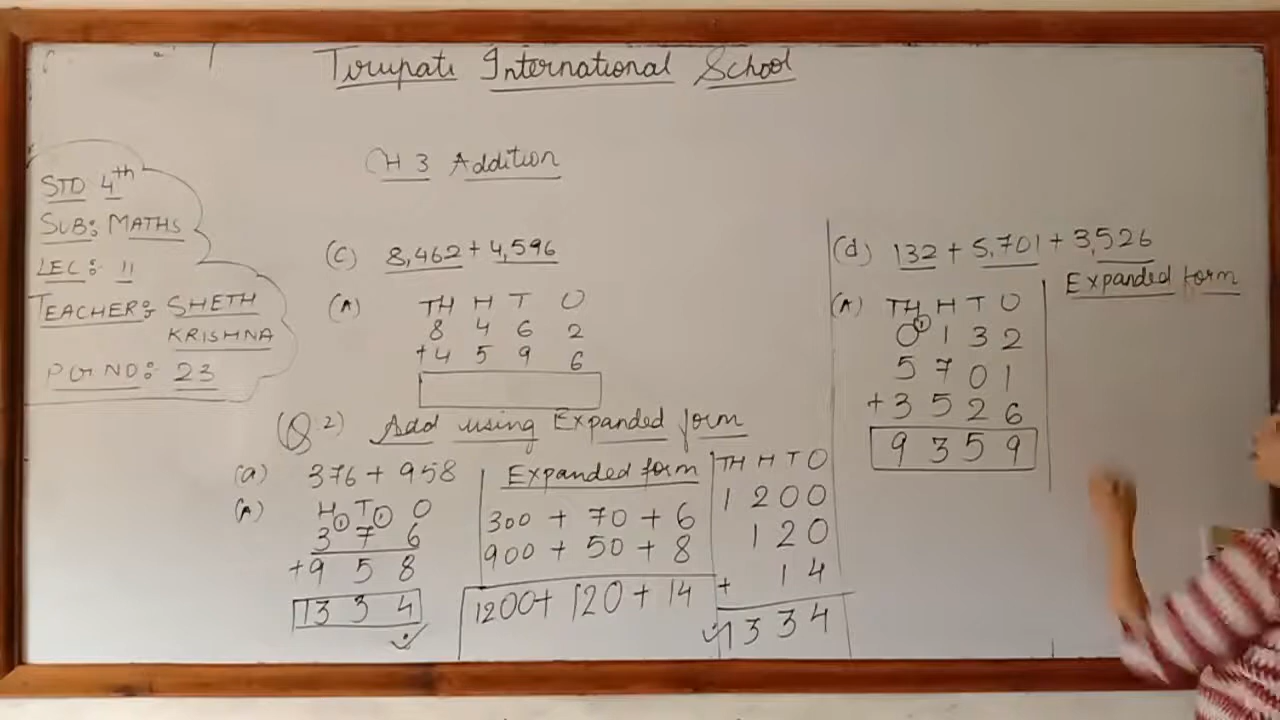 Tirupati International School
CH 3 Addition
STD 4th
SUB: MATHS
LEC: 11
TEACHER: SHETH
KRISHNA
PG NO: 23
(C) 8,462 + 4,596
(A) TH H T O
8 4 6 2
+4 5 9 6
(Q.2) Add using Expanded form
(a) 376 + 958
(A) H T O
1 1
3 7 6
+9 5 8
13 3 4
Expanded form
300 + 70 + 6
900 + 50 + 8
1200 + 120 + 14
TH H T O
1 2 0 0
1 2 0
+ 1 4
1 3 3 4
(d) 132 + 5,701 + 3,526
(A) TH H T O
1
0 1 3 2
5 7 0 1
+3 5 2 6
9 3 5 9
Expanded form